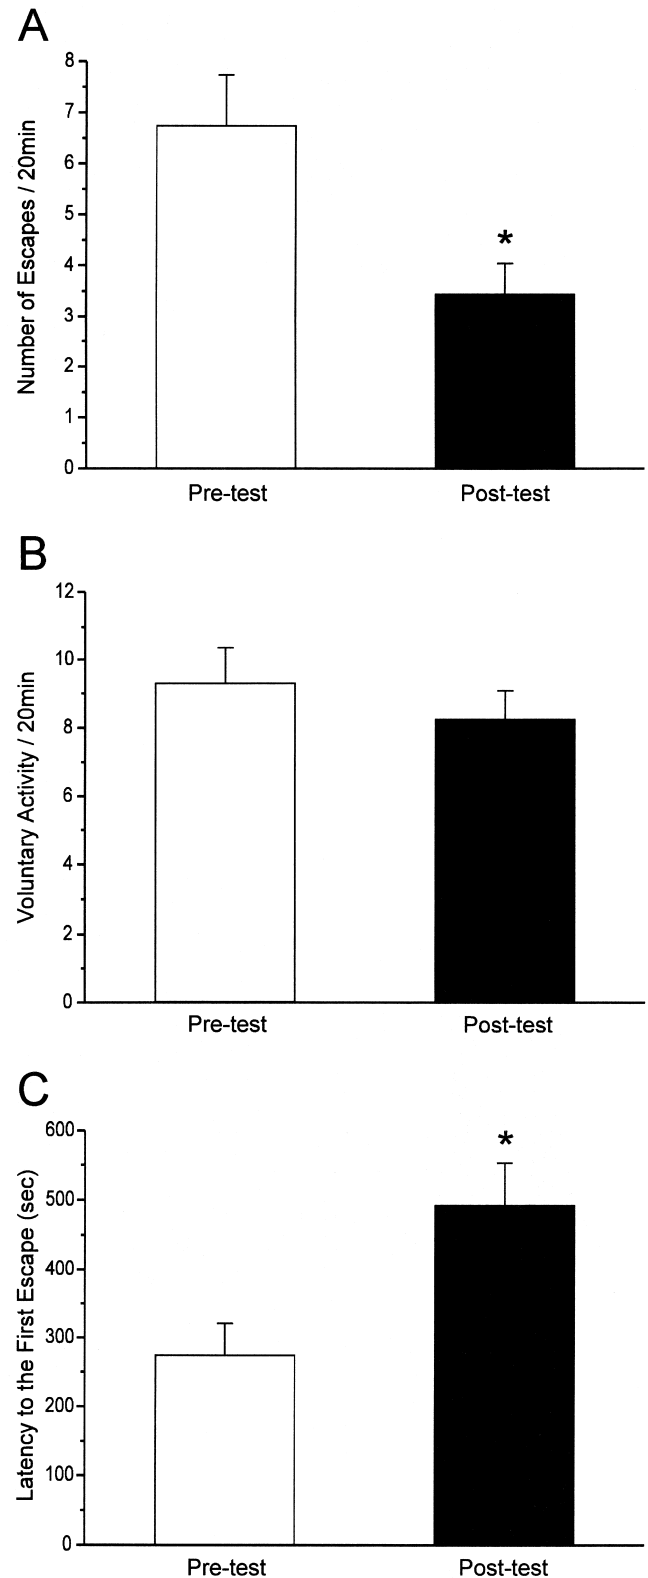 A
Number of Escapes / 20min
8
7
6
5
4
3
2
1
0
*
Pre-test
Post-test
B
Voluntary Activity / 20min
12
10
8
6
4
2
0
Pre-test
Post-test
C
Latency to the First Escape (sec)
600
500
400
300
200
100
0
*
Pre-test
Post-test